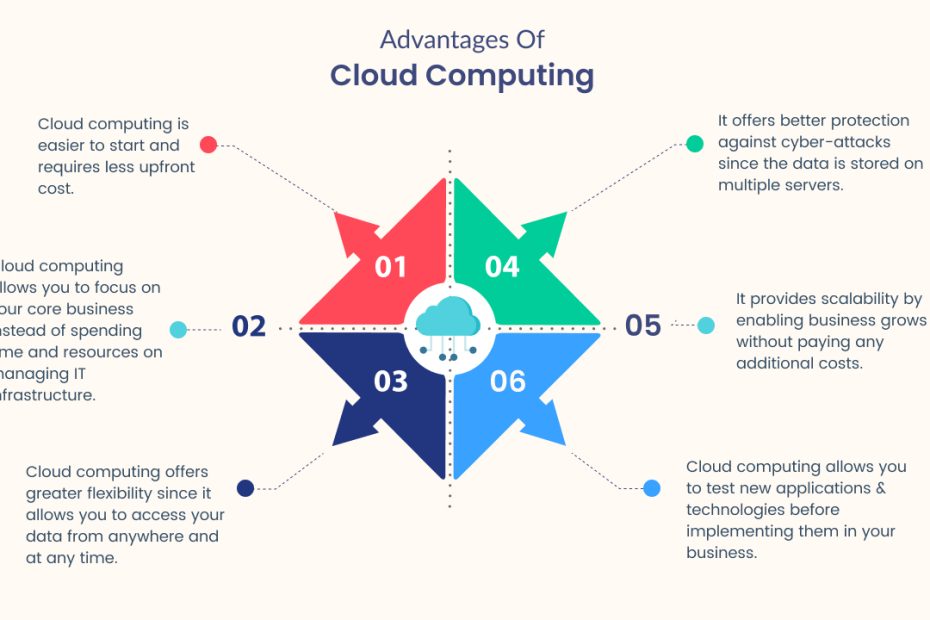 Advantages Of
Cloud Computing
Cloud computing is
easier to start and
requires less upfront
cost.
01
loud computing
llows you to focus on
our core business
nstead of spending
me and resources on
nanaging IT
nfrastructure.
02
Cloud computing offers
greater flexibility since it
allows you to access your
data from anywhere and
at any time.
03
It offers better protection
against cyber-attacks
since the data is stored on
multiple servers.
04
It provides scalability by
enabling business grows
without paying any
additional costs.
05
Cloud computing allows you
to test new applications &
technologies before
implementing them in your
business.
06